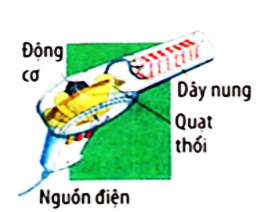 Động
cơ
Dây nung
Quạt
thổi
Nguồn điện